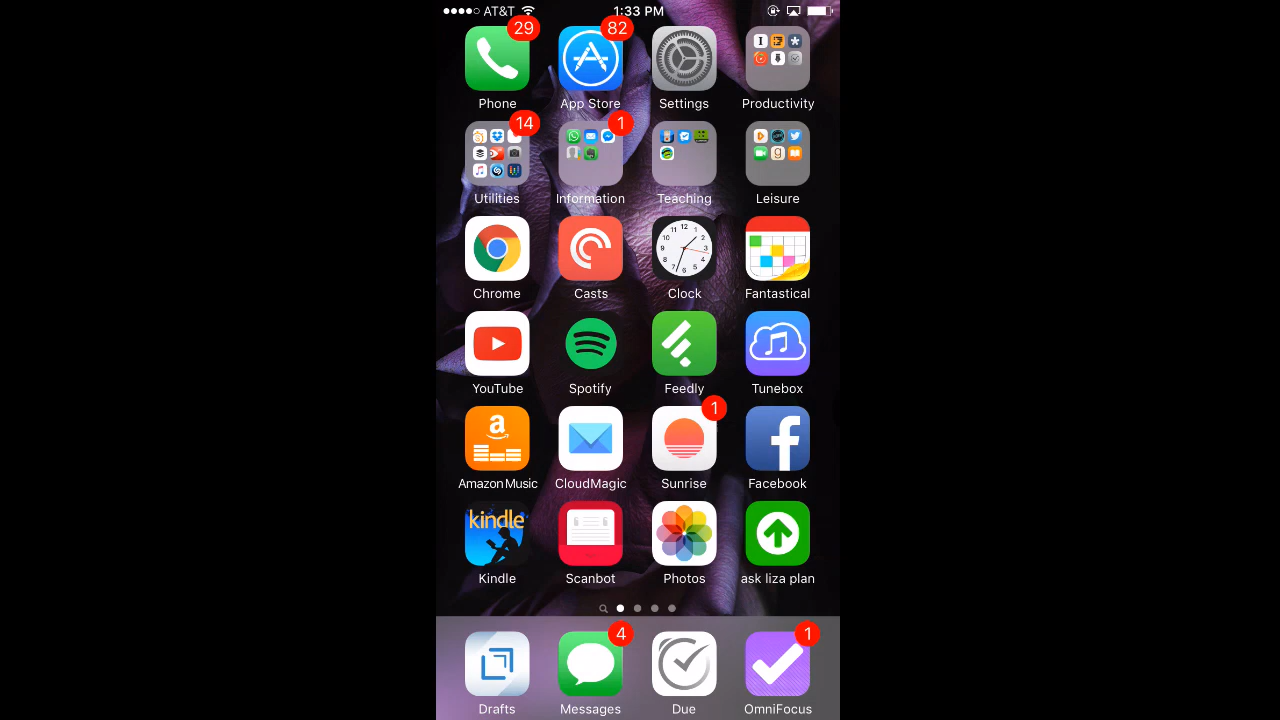 AT&T 1:33 PM
29 82
Phone App Store Settings Productivity
14 1
Utilities Information Teaching Leisure
Chrome Casts Clock Fantastical
YouTube Spotify Feedly Tunebox
1
Amazon Music CloudMagic Sunrise Facebook
kindle
Kindle Scanbot Photos ask liza plan
4 1
Drafts Messages Due OmniFocus